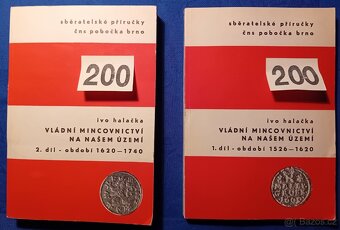 sběratelské příručky
čns pobočka brno
200
ivo halačka
VLÁDNÍ MINCOVNICTVÍ
NA NAŠEM ÚZEMÍ
2. díl - období 1620—1740
sběratelské příručky
čns pobočka brno
200
ivo halačka
VLÁDNÍ MINCOVNICTVÍ
NA NAŠEM ÚZEMÍ
1. díl - období 1526—1620